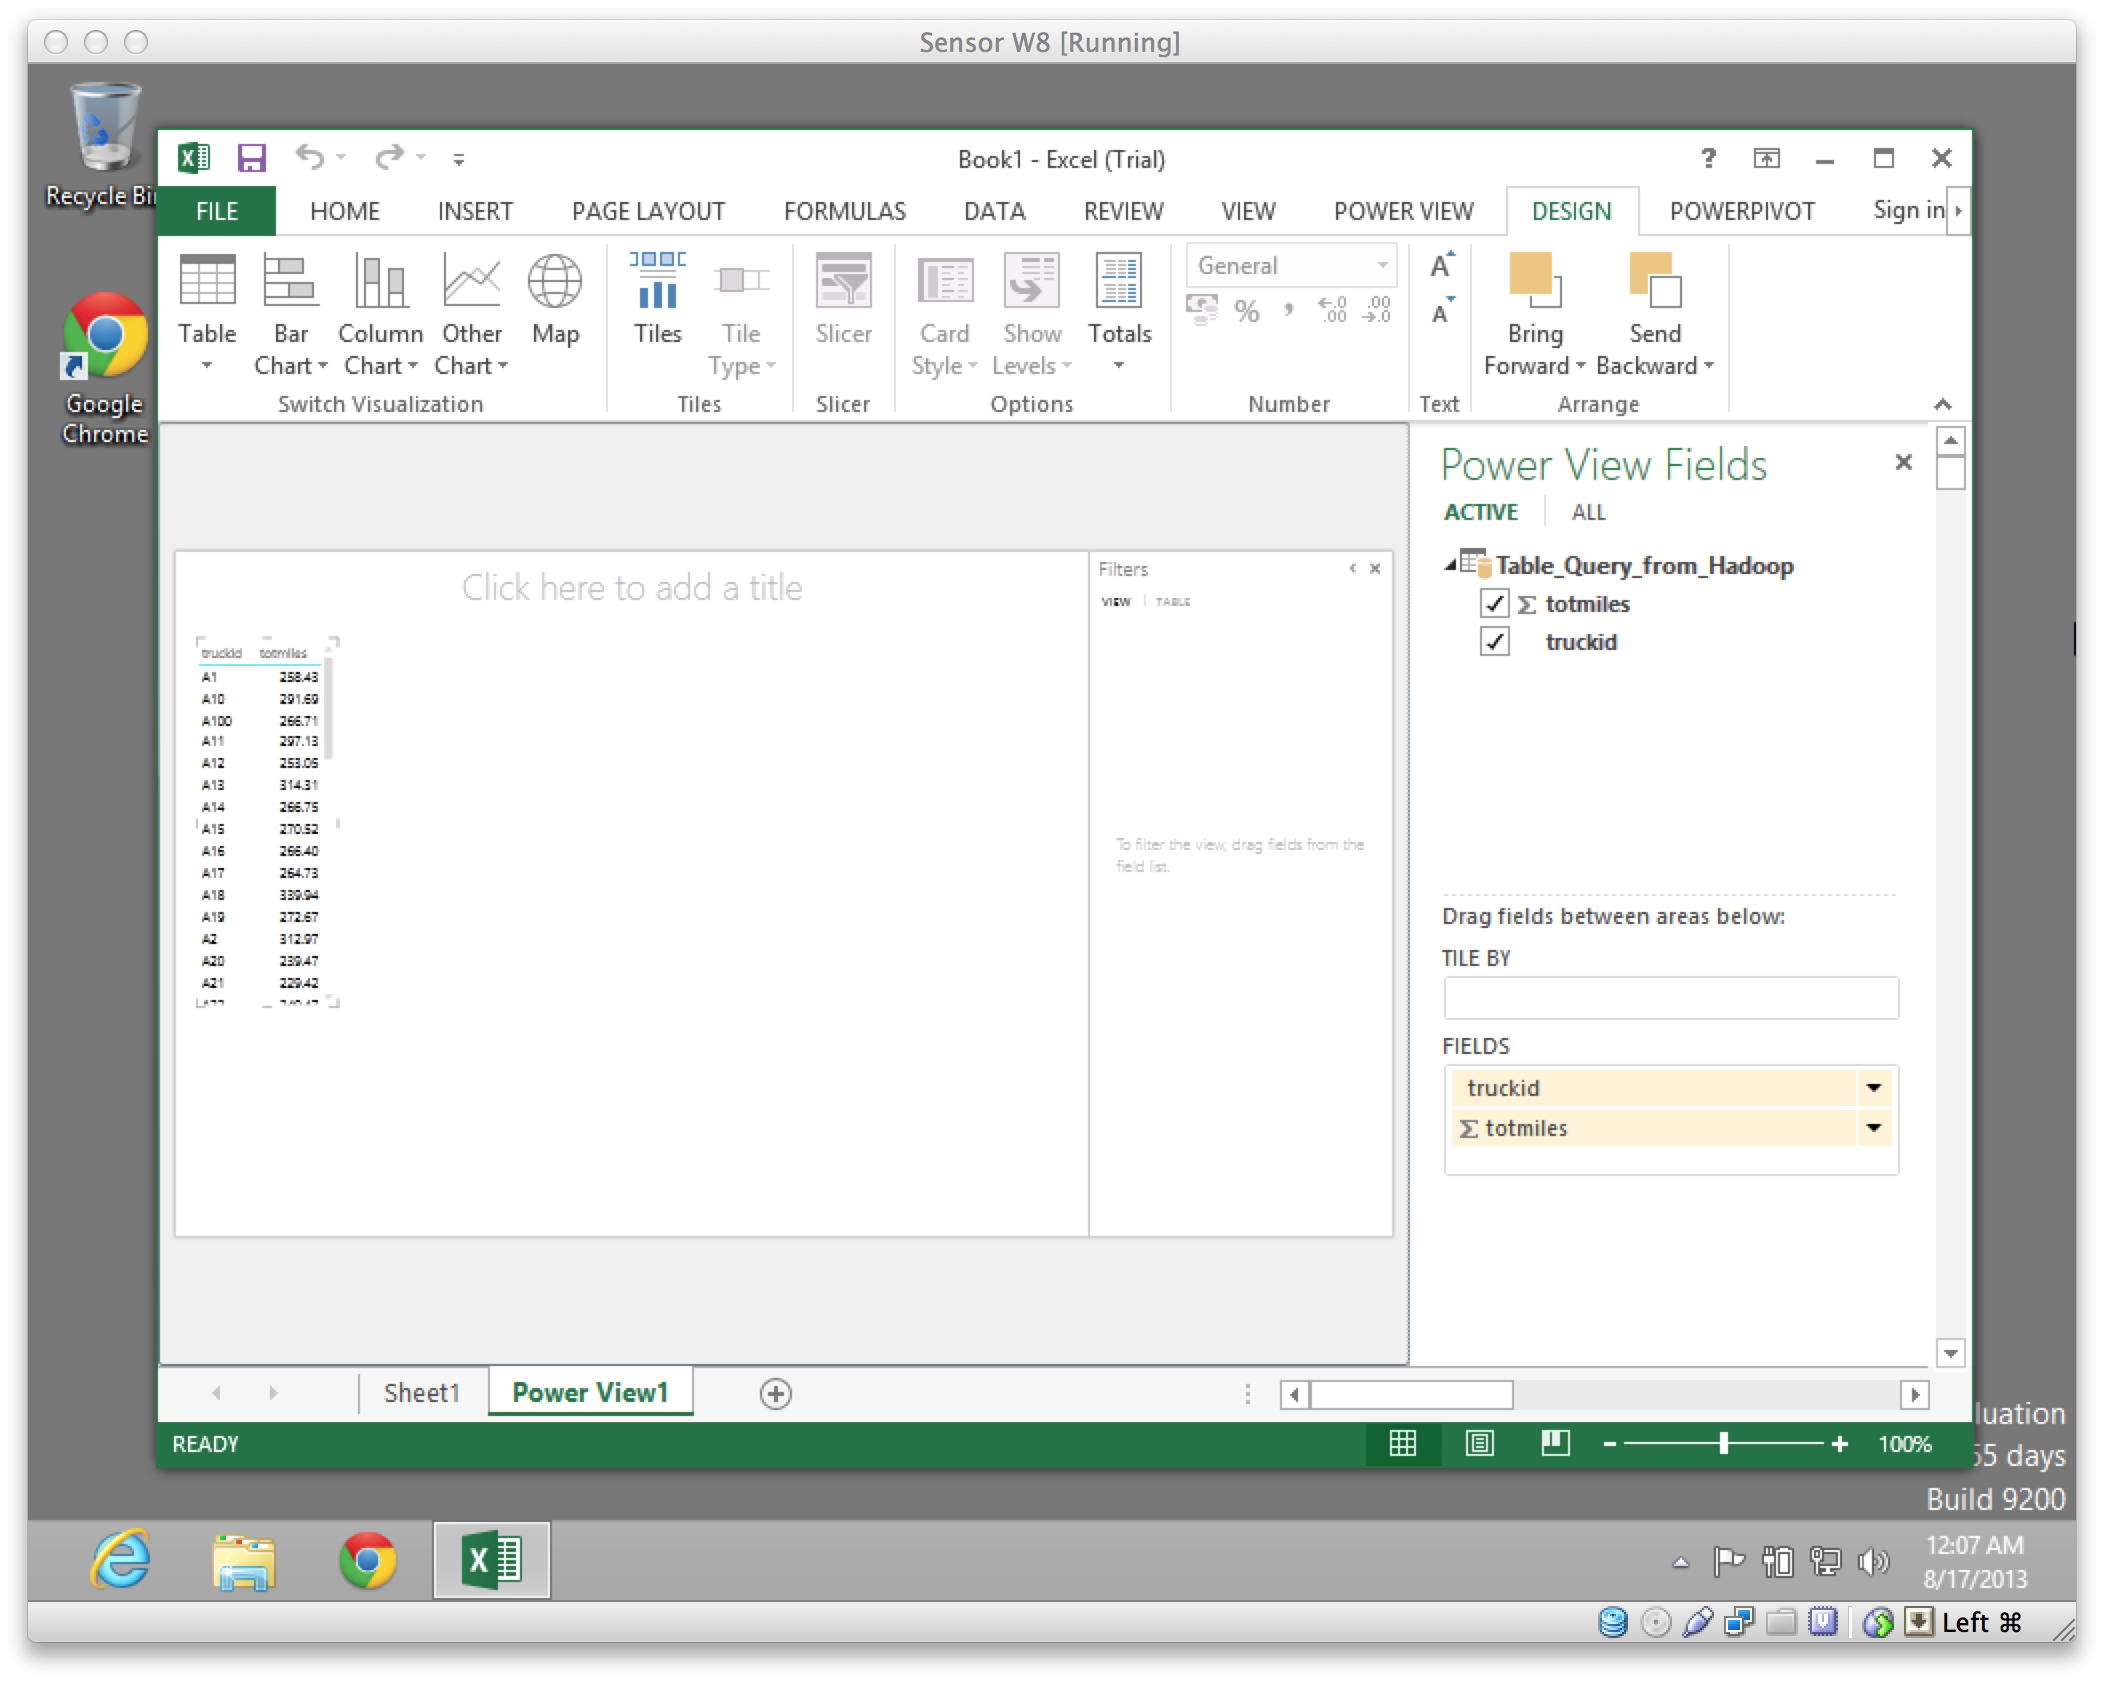 Sensor W8 [Running]
Recycle Bi
Google
Chrome
Book1 - Excel (Trial)
?
FILE HOME INSERT PAGE LAYOUT FORMULAS DATA REVIEW VIEW POWER VIEW DESIGN POWERPIVOT Sign in
Table Bar Chart Column Chart Other Chart Map Tiles Tile Type Slicer Card Style Show Levels Totals
General
% , ←.0 .00 .00 →.0
A A
Bring Forward Send Backward
Switch Visualization Tiles Slicer Options Number Text Arrange
Click here to add a title
truckid totmiles
A1 258.43
A10 291.69
A100 266.71
A11 297.13
A12 253.05
A13 314.31
A14 266.75
A15 270.52
A16 266.40
A17 264.73
A18 339.94
A19 272.67
A2 312.97
A20 239.47
A21 229.42
Filters
VIEW TABLE
To filter the view, drag fields from the
field list.
Power View Fields
ACTIVE ALL
Table_Query_from_Hadoop
Σ totmiles
truckid
Drag fields between areas below:
TILE BY
FIELDS
truckid
Σ totmiles
Sheet1 Power View1
READY
100%
luation
55 days
Build 9200
12:07 AM
8/17/2013
Left ⌘